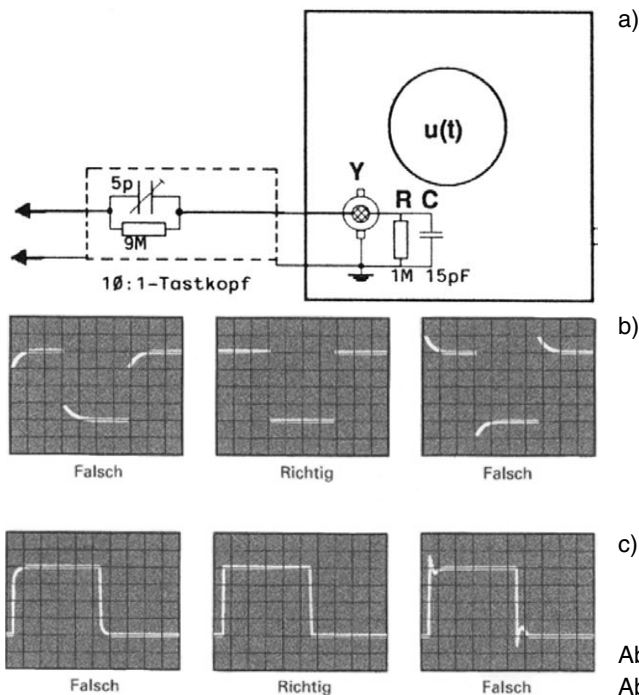 a)
u(t)
Y
5p
R C
9M
1M 15pF
10:1-Tastkopf
b)
Falsch Richtig Falsch
c)
Ab
Falsch Richtig Falsch
Ab